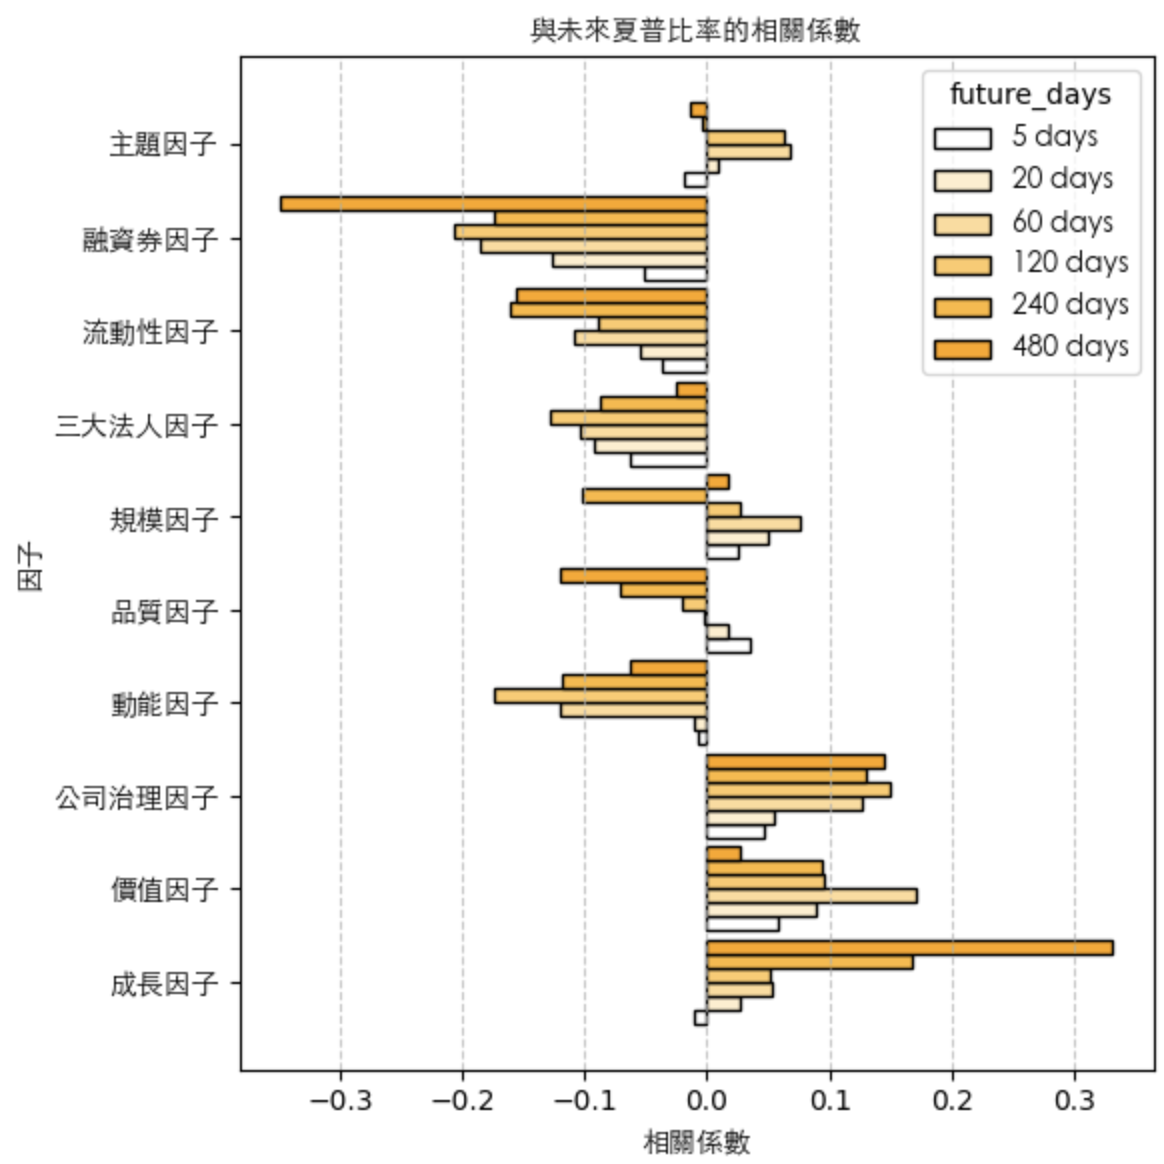 與未來夏普比率的相關係數
future_days
5 days
20 days
60 days
120 days
240 days
480 days
主題因子
融資券因子
流動性因子
三大法人因子
規模因子
品質因子
動能因子
公司治理因子
價值因子
成長因子
因子
−0.3 −0.2 −0.1 0.0 0.1 0.2 0.3
相關係數